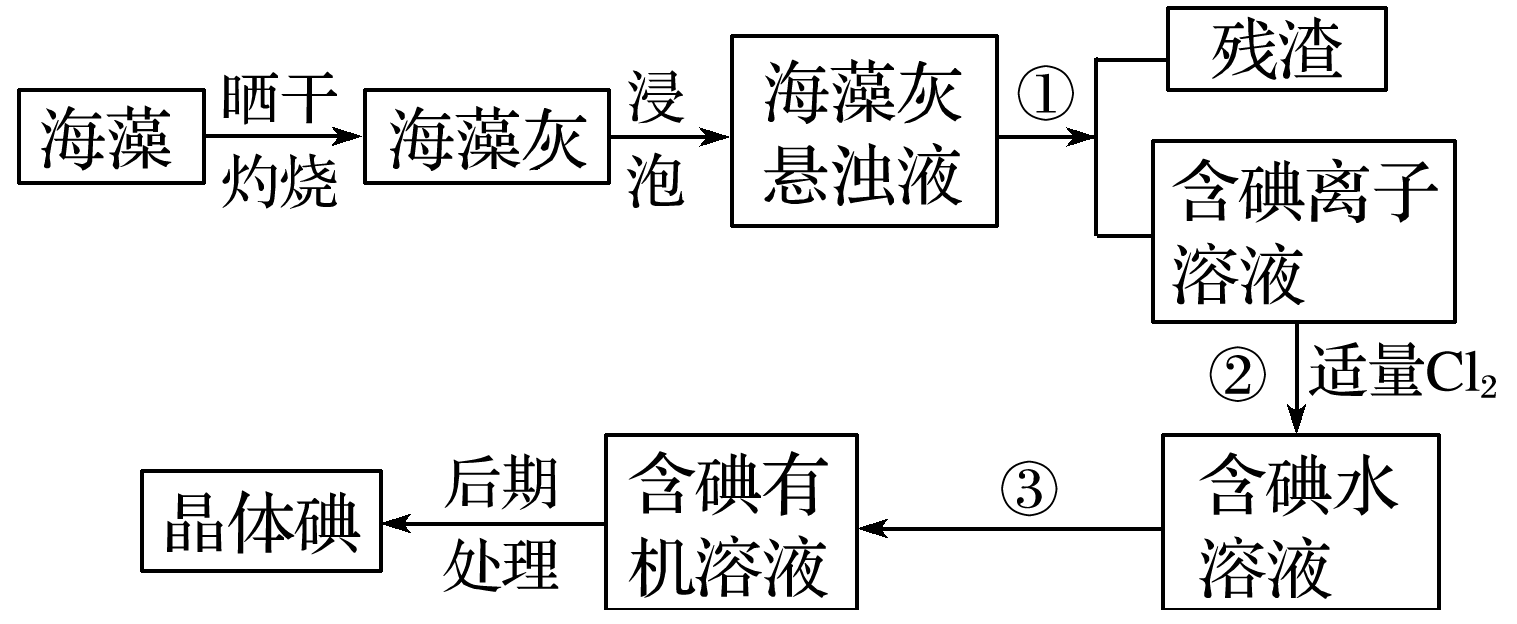 海藻
晒干
灼烧
海藻灰
浸
泡
海藻灰
悬浊液
①
残渣
含碘离子
溶液
②
适量Cl₂
含碘水
溶液
③
含碘有
机溶液
后期
处理
晶体碘